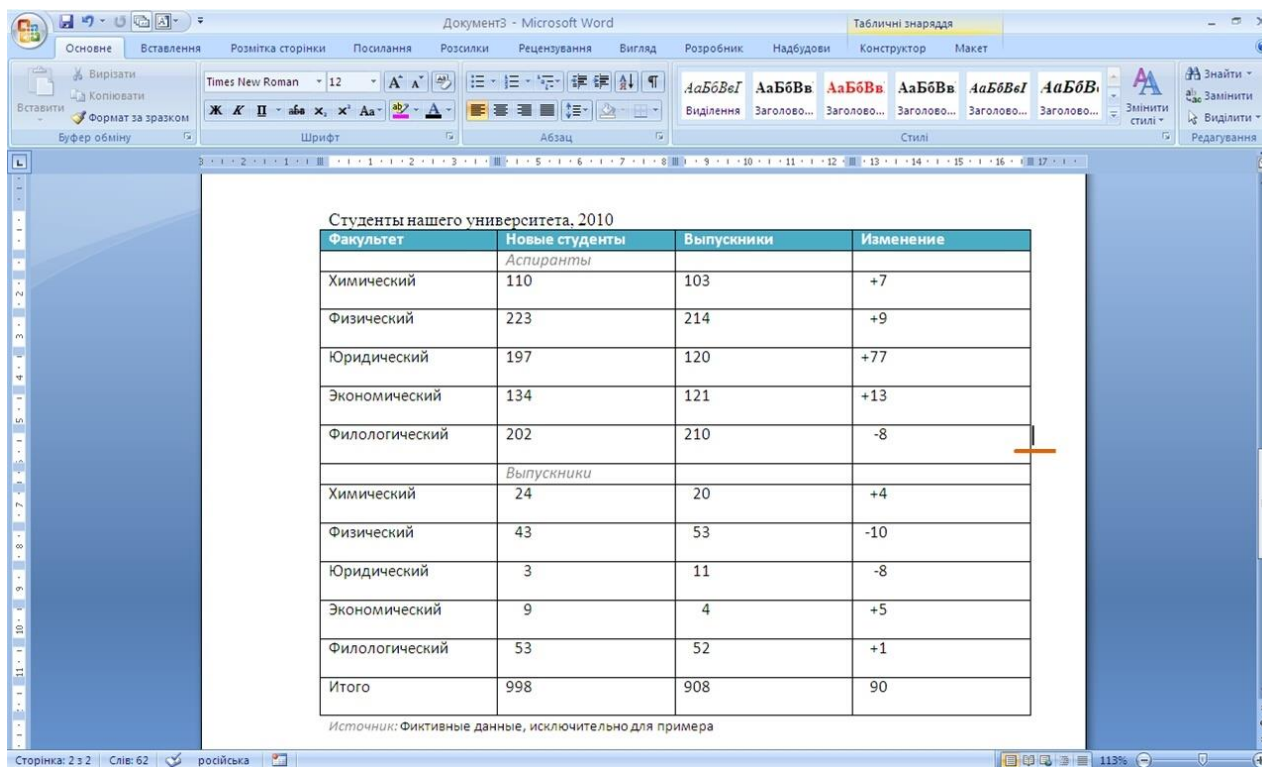 Документ3 - Microsoft Word
Табличні знаряддя
Основне Вставлення Розмітка сторінки Посилання Розсилки Рецензування Вигляд Розробник Надбудови Конструктор Макет
Вставити
Вирізати
Копіювати
Формат за зразком
Буфер обміну
Times New Roman 12
Ж К П абв x₂ x² Aa
Шрифт
Абзац
АаБбВвГ АаБбВв АаБбВв АаБбВв АаБбВвГ АаБбВ
Виділення Заголово... Заголово... Заголово... Заголово... Заголово...
Змінити стилі
Стилі
Знайти
Замінити
Виділити
Редагування
Студенты нашего университета, 2010
Факультет Новые студенты Выпускники Изменение
Аспиранты
Химический 110 103 +7
Физический 223 214 +9
Юридический 197 120 +77
Экономический 134 121 +13
Филологический 202 210 -8
Выпускники
Химический 24 20 +4
Физический 43 53 -10
Юридический 3 11 -8
Экономический 9 4 +5
Филологический 53 52 +1
Итого 998 908 90
Источник: Фиктивные данные, исключительно для примера
Сторінка: 2 з 2 Слів: 62 російська 113%